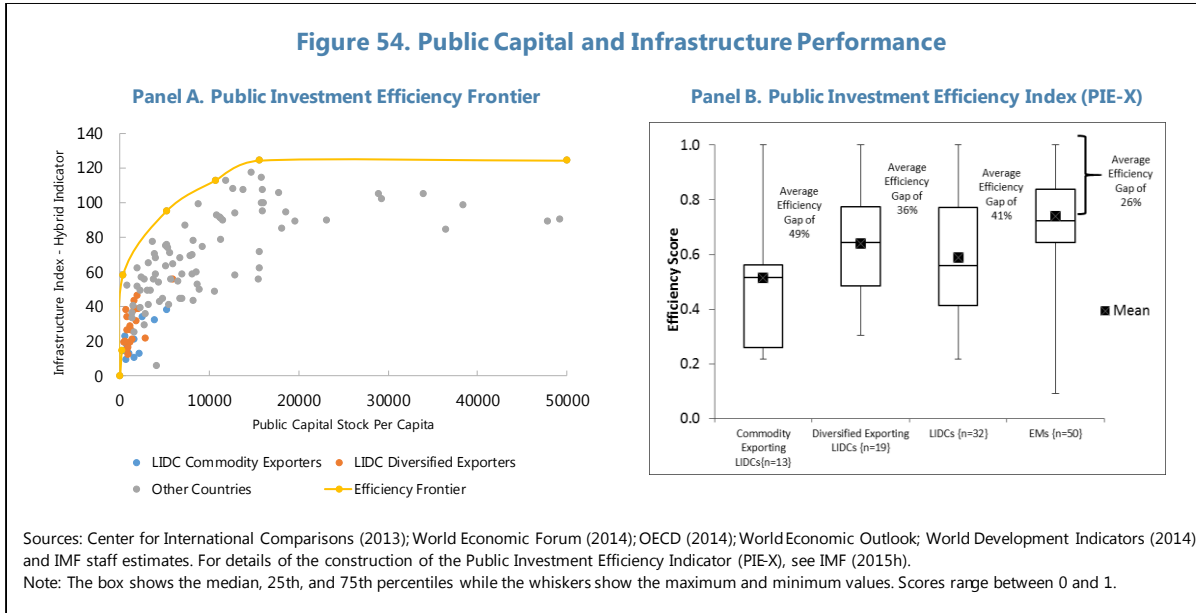 Figure 54. Public Capital and Infrastructure Performance
Panel A. Public Investment Efficiency Frontier
Infrastructure Index - Hybrid Indicator
140
120
100
80
60
40
20
0
0 10000 20000 30000 40000 50000
Public Capital Stock Per Capita
LIDC Commodity Exporters
LIDC Diversified Exporters
Other Countries
Efficiency Frontier
Panel B. Public Investment Efficiency Index (PIE-X)
Efficiency Score
1.0
0.8
0.6
0.4
0.2
0.0
Average
Efficiency
Gap of
49%
Average
Efficiency
Gap of
36%
Average
Efficiency
Gap of
41%
Average
Efficiency
Gap of
26%
Mean
Commodity
Exporting
LIDCs{n=13}
Diversified Exporting
LIDCs {n=19}
LIDCs {n=32}
EMs {n=50}
Sources: Center for International Comparisons (2013); World Economic Forum (2014); OECD (2014); World Economic Outlook; World Development Indicators (2014)
and IMF staff estimates. For details of the construction of the Public Investment Efficiency Indicator (PIE-X), see IMF (2015h).
Note: The box shows the median, 25th, and 75th percentiles while the whiskers show the maximum and minimum values. Scores range between 0 and 1.